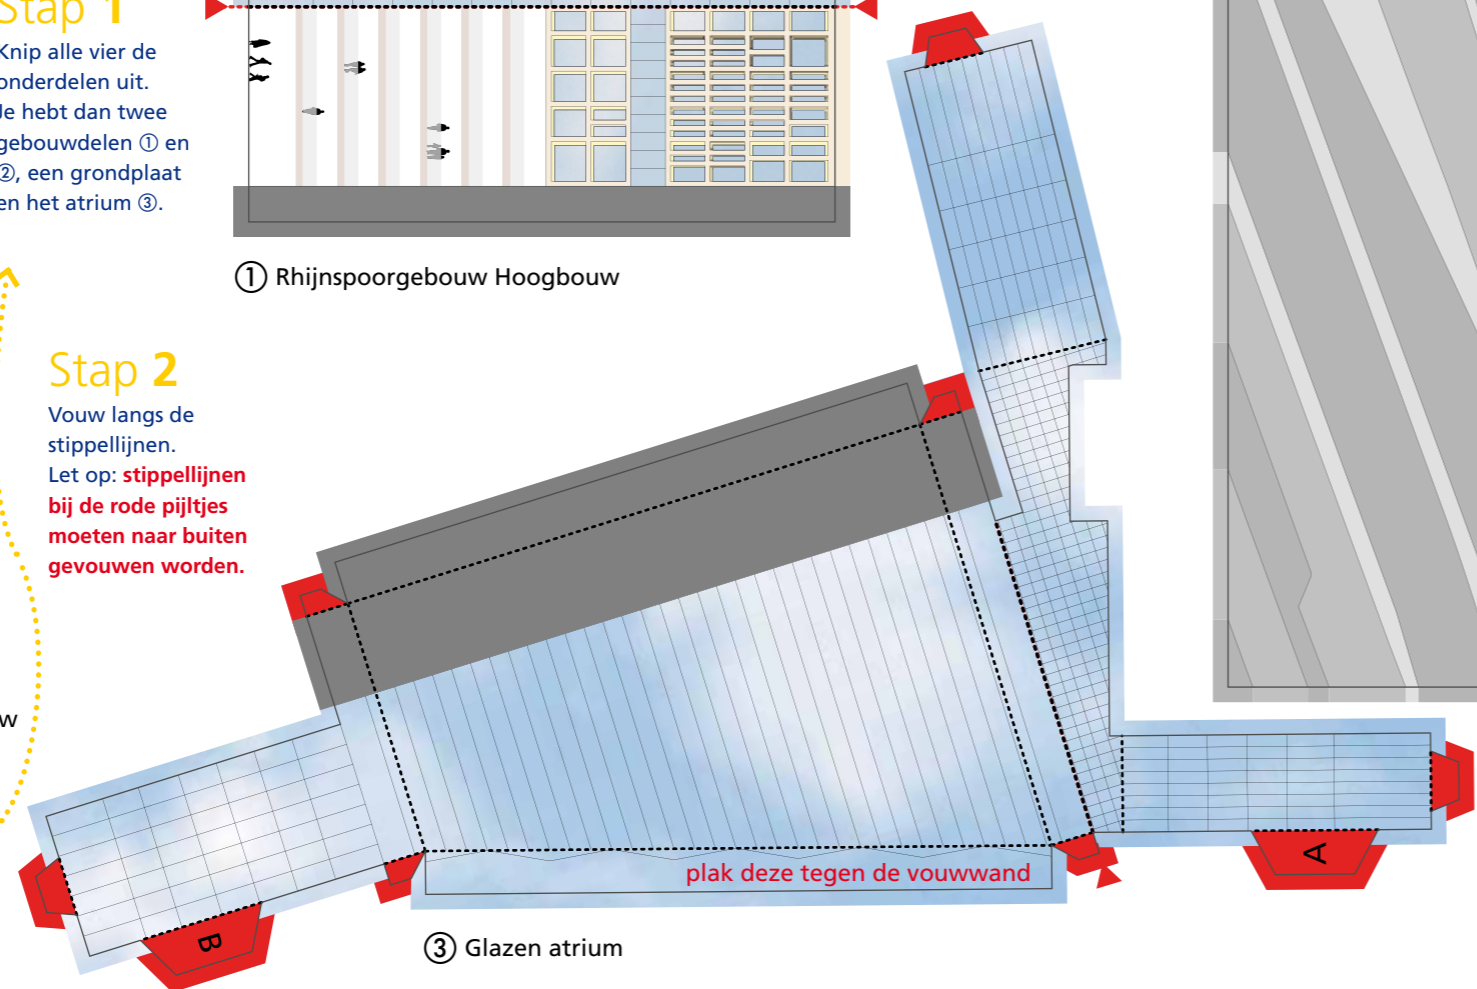 Stap 1
Knip alle vier de
onderdelen uit.
Je hebt dan twee
gebouwdelen ① en
②, een grondplaat
en het atrium ③.
① Rhijnspoorgebouw Hoogbouw
Stap 2
Vouw langs de
stippellijnen.
Let op: stippellijnen
bij de rode pijltjes
moeten naar buiten
gevouwen worden.
w
plak deze tegen de vouwwand
A
B
③ Glazen atrium